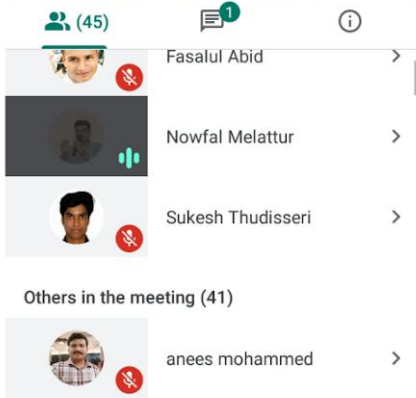 (45)
1
Fasalul Abid
Nowfal Melattur
Sukesh Thudisseri
Others in the meeting (41)
anees mohammed